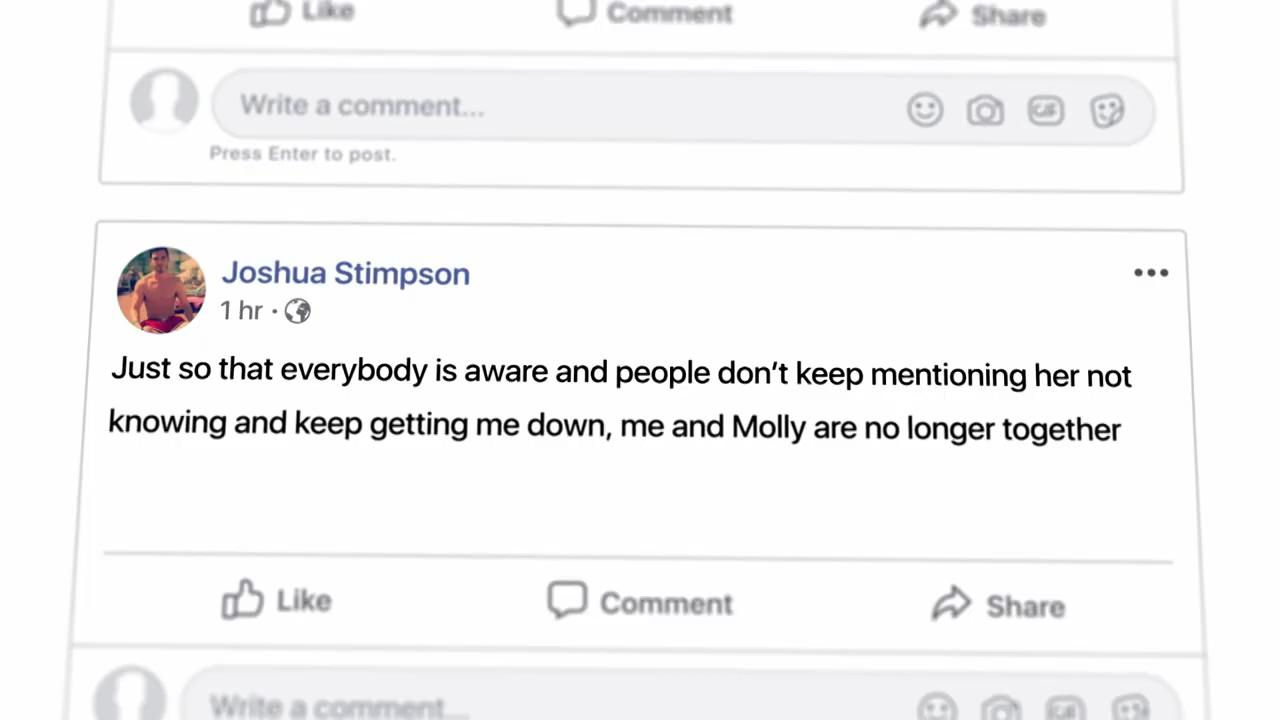 Like Comment Share
Write a comment... GIF
Press Enter to post.
Joshua Stimpson
1 hr ·
Just so that everybody is aware and people don’t keep mentioning her not
knowing and keep getting me down, me and Molly are no longer together
Like Comment Share
Write a comment... GIF